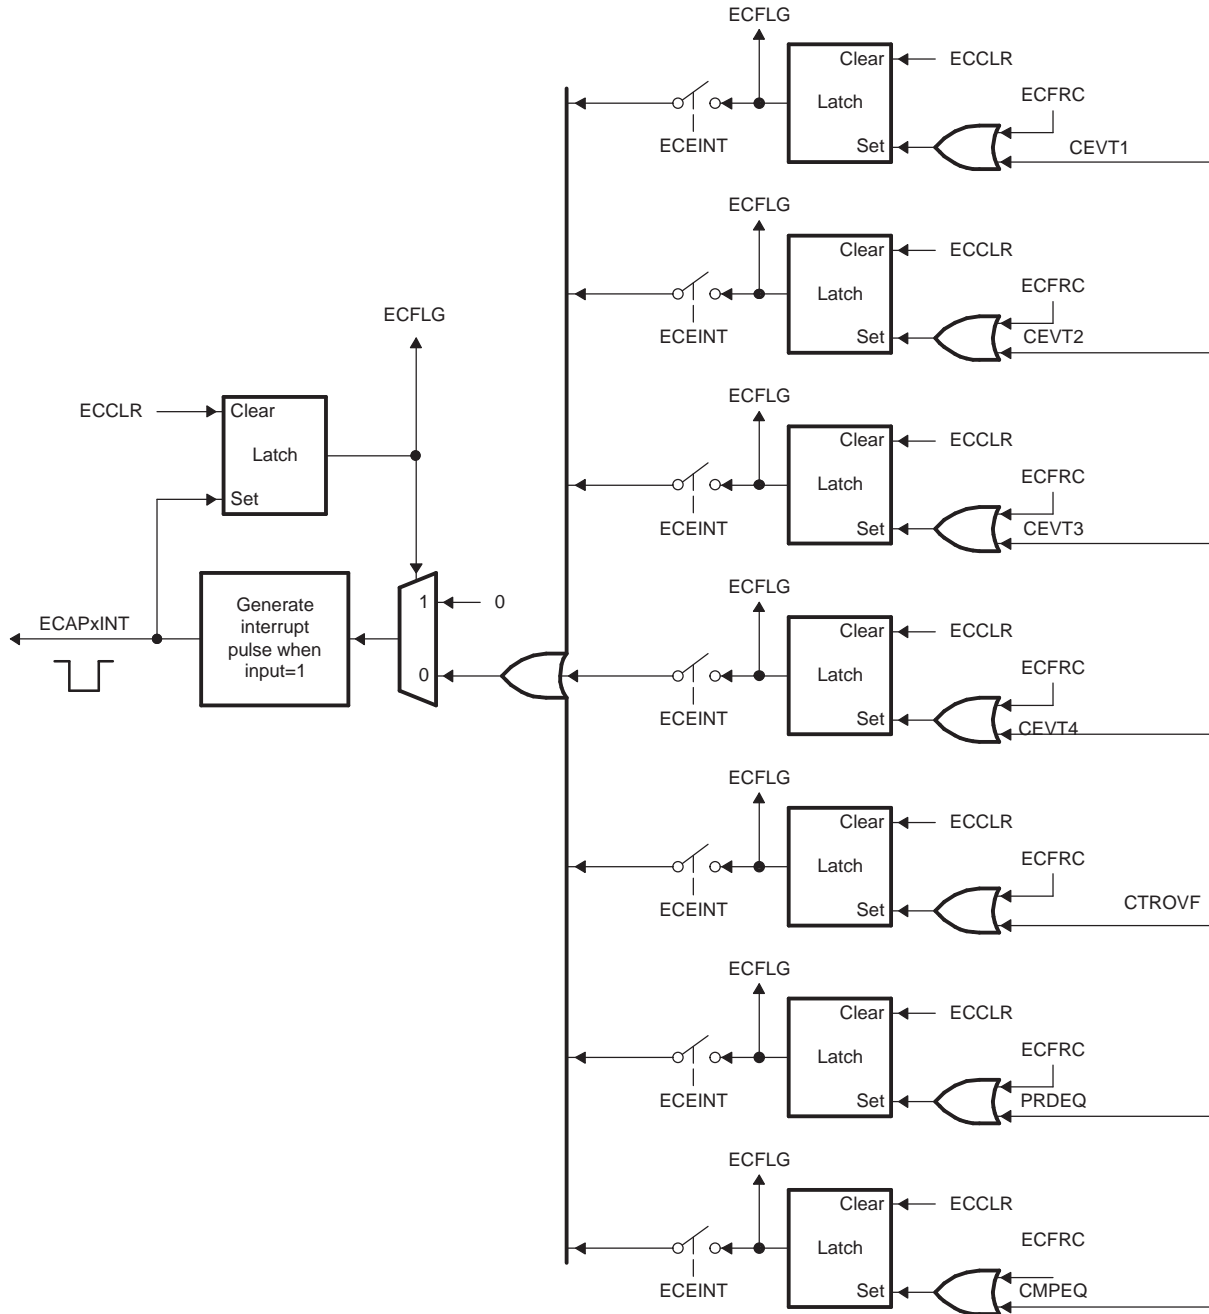 ECFLG
Clear
ECCLR
ECFRC
Latch
ECEINT
Set
CEVT1
ECFLG
Clear
ECCLR
ECFRC
Latch
ECEINT
Set
CEVT2
ECFLG
Clear
ECCLR
ECFRC
Latch
ECEINT
Set
CEVT3
ECFLG
Clear
ECCLR
ECFRC
Latch
ECEINT
Set
CEVT4
ECFLG
Clear
ECCLR
ECFRC
Latch
ECEINT
Set
CTROVF
ECFLG
Clear
ECCLR
ECFRC
Latch
ECEINT
Set
PRDEQ
ECFLG
Clear
ECCLR
ECFRC
Latch
ECEINT
Set
CMPEQ
ECFLG
ECCLR
Clear
Latch
Set
ECAPxINT
Generate
interrupt
pulse when
input=1
1
0
0